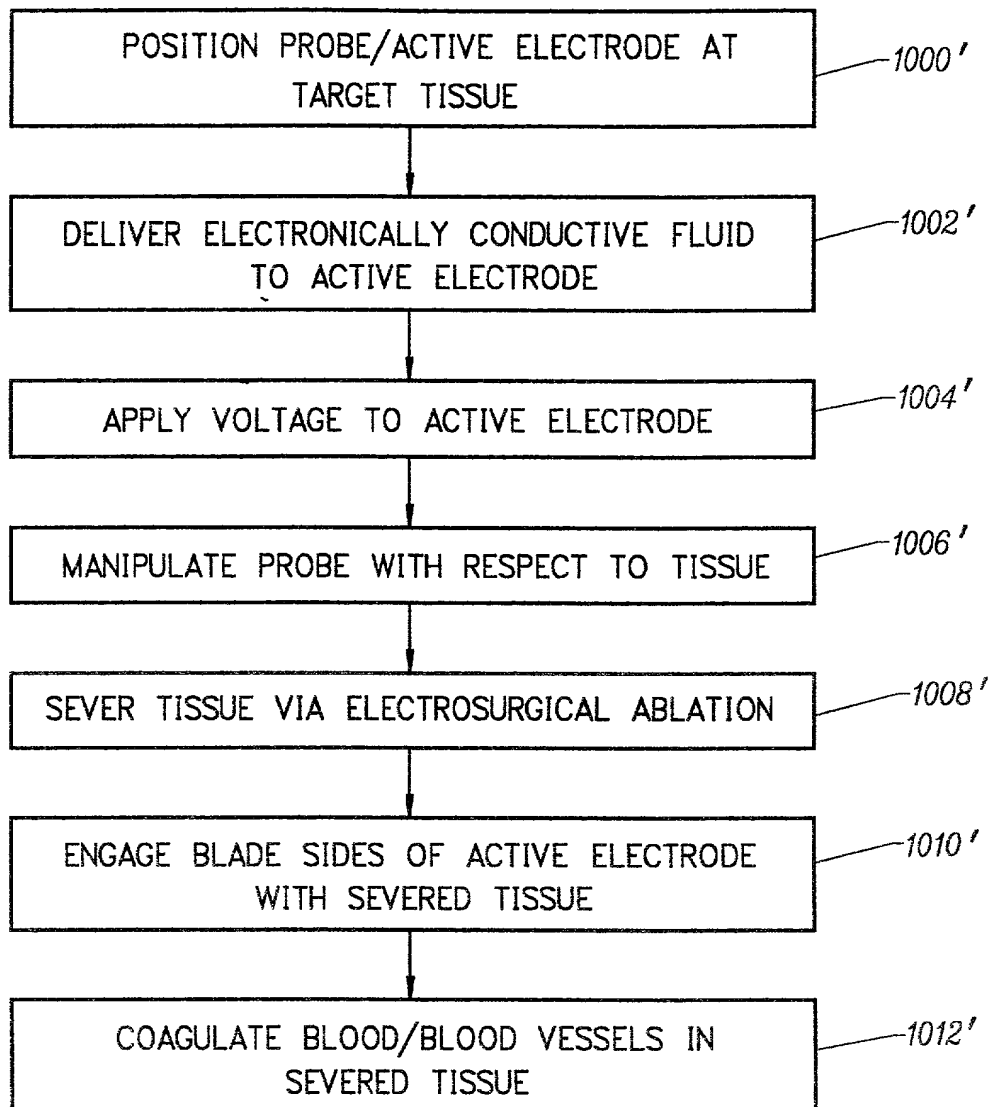 POSITION PROBE/ACTIVE ELECTRODE AT
TARGET TISSUE
1000'
DELIVER ELECTRONICALLY CONDUCTIVE FLUID
TO ACTIVE ELECTRODE
1002'
APPLY VOLTAGE TO ACTIVE ELECTRODE
1004'
MANIPULATE PROBE WITH RESPECT TO TISSUE
1006'
SEVER TISSUE VIA ELECTROSURGICAL ABLATION
1008'
ENGAGE BLADE SIDES OF ACTIVE ELECTRODE
WITH SEVERED TISSUE
1010'
COAGULATE BLOOD/BLOOD VESSELS IN
SEVERED TISSUE
1012'